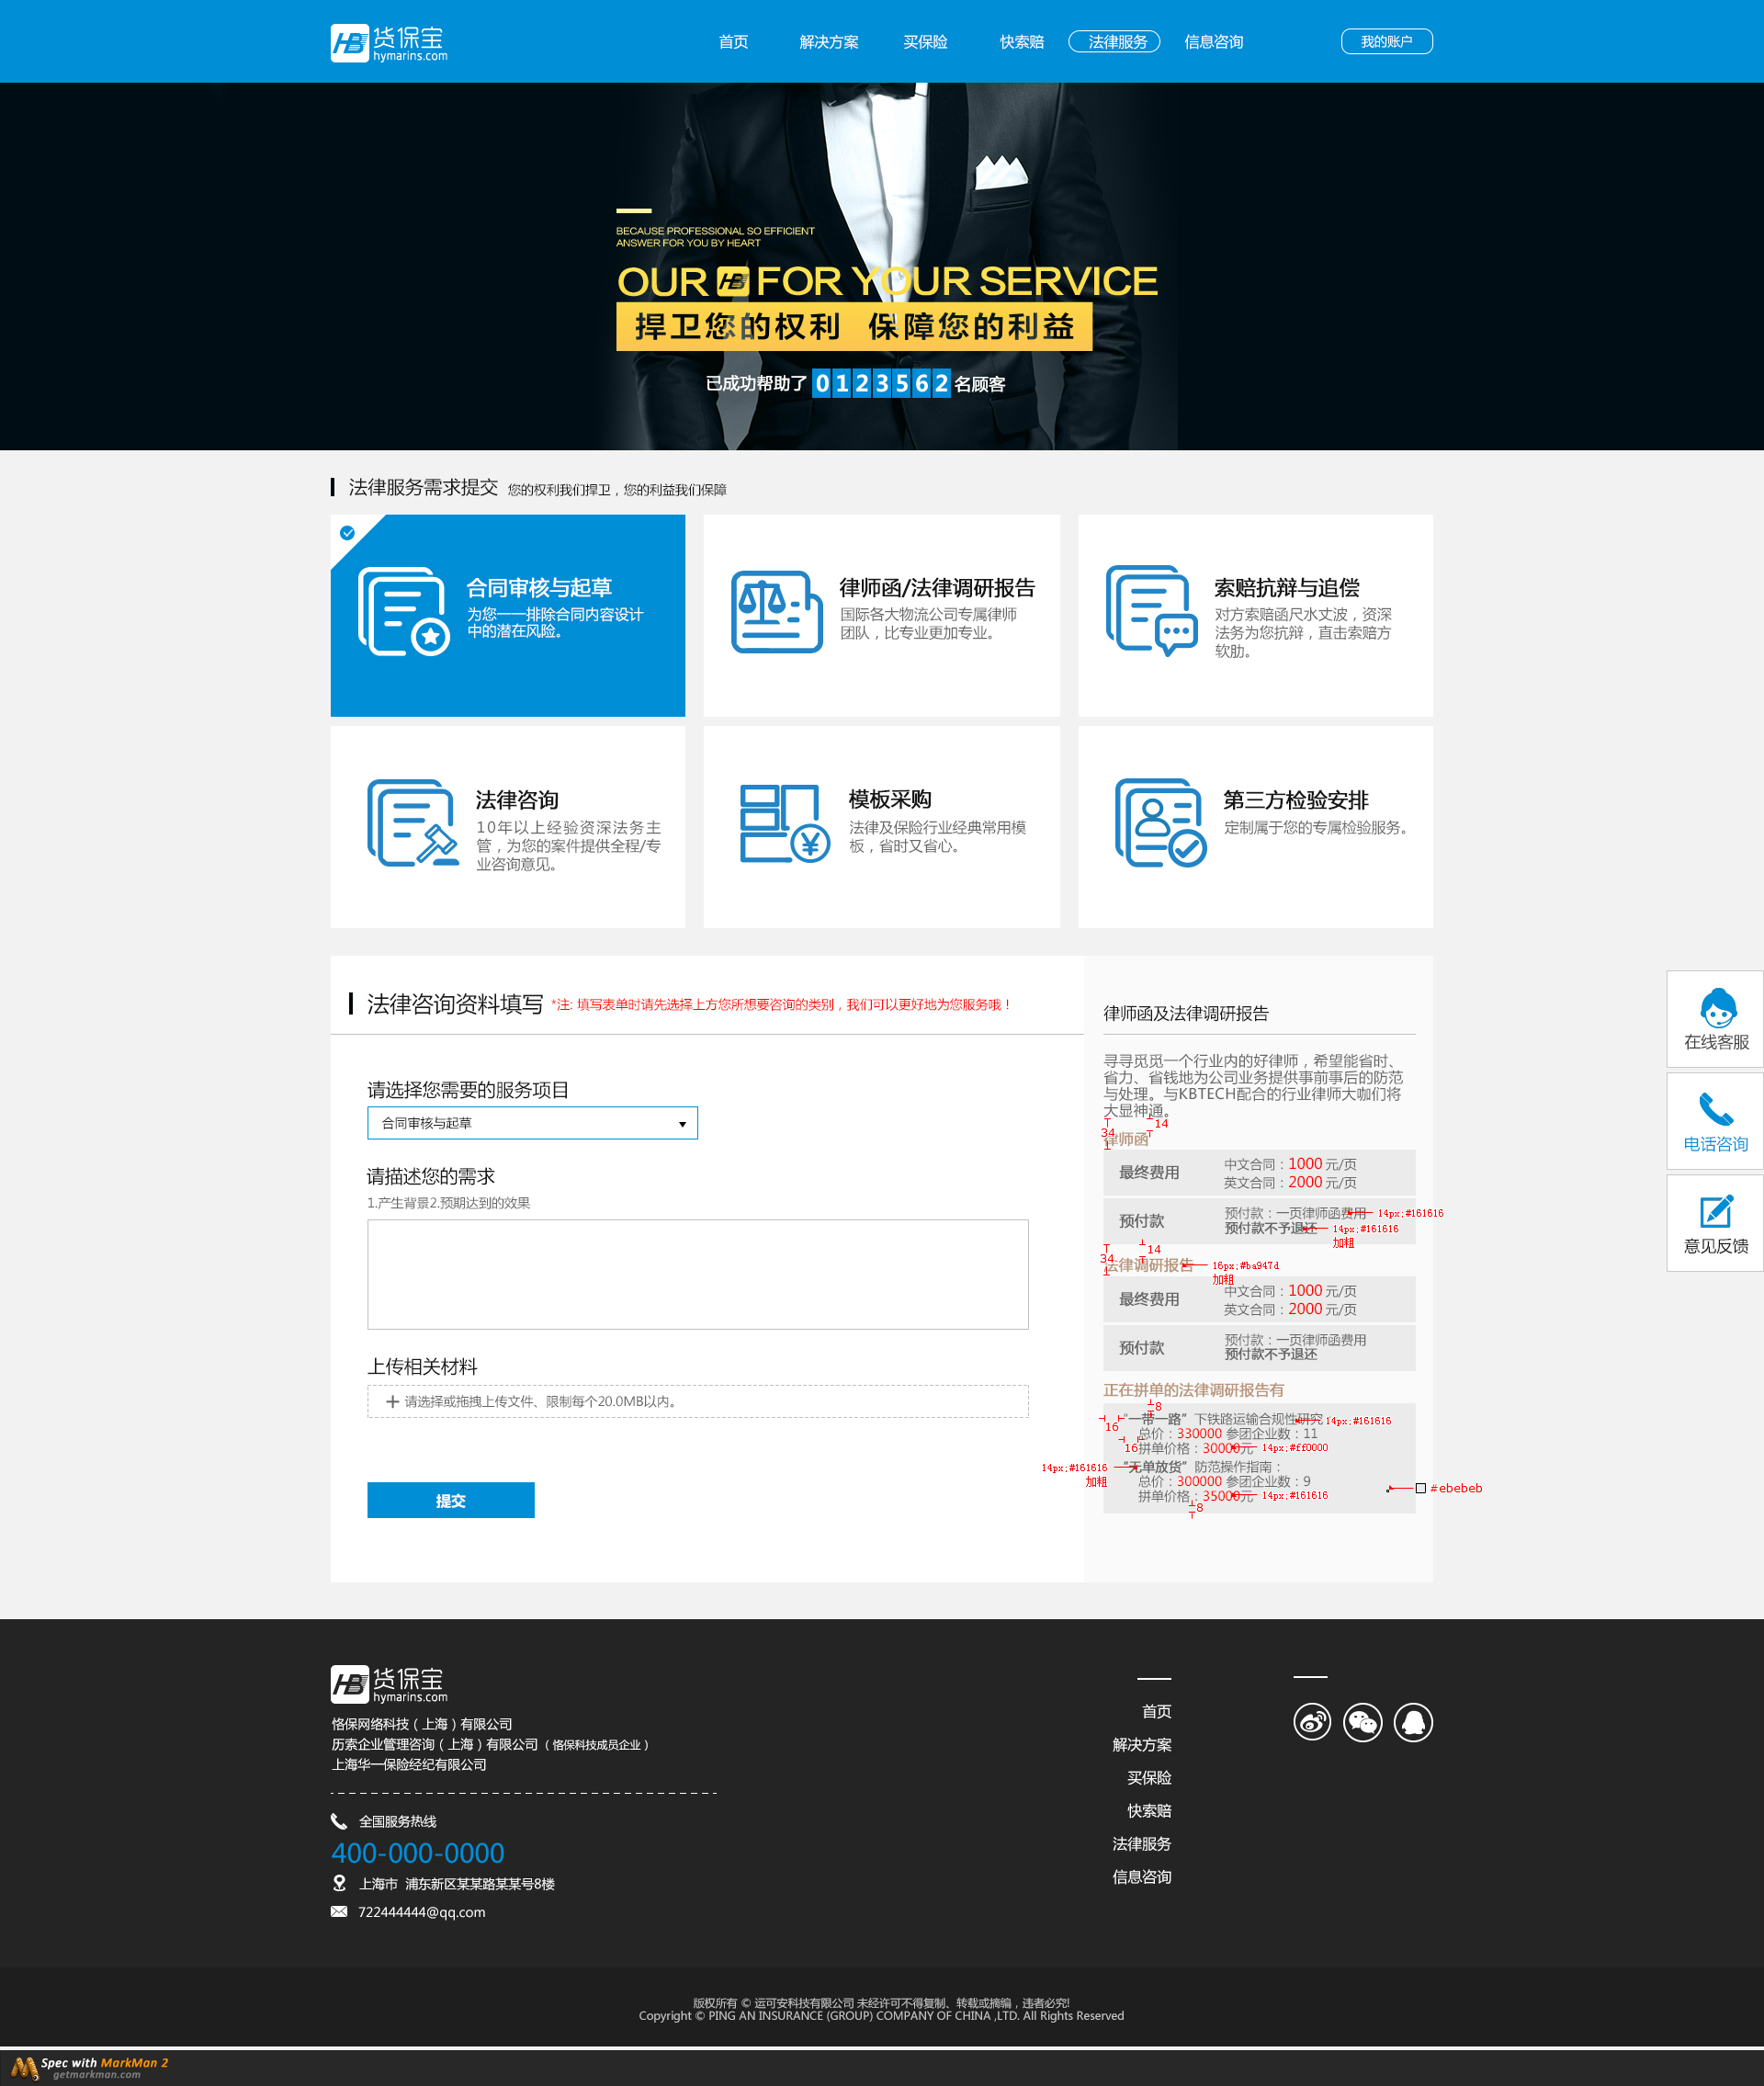 HB 货保宝
hymarins.com
首页 解决方案 买保险 快索赔 法律服务 信息咨询 我的账户
BECAUSE PROFESSIONAL SO EFFICIENT
ANSWER FOR YOU BY HEART
OUR HB FOR YOUR SERVICE
捍卫您的权利 保障您的利益
已成功帮助了 0123562 名顾客
法律服务需求提交 您的权利我们捍卫，您的利益我们保障
合同审核与起草
为您一一排除合同内容设计
中的潜在风险。
律师函/法律调研报告
国际各大物流公司专属律师
团队，比专业更加专业。
索赔抗辩与追偿
对方索赔函尺水丈波，资深
法务为您抗辩，直击索赔方
软肋。
法律咨询
10年以上经验资深法务主
管，为您的案件提供全程/专
业咨询意见。
模板采购
法律及保险行业经典常用模
板，省时又省心。
第三方检验安排
定制属于您的专属检验服务。
法律咨询资料填写 *注: 填写表单时请先选择上方您所想要咨询的类别，我们可以更好地为您服务哦！
请选择您需要的服务项目
合同审核与起草
请描述您的需求
1.产生背景2.预期达到的效果
上传相关材料
请选择或拖拽上传文件、限制每个20.0MB以内。
提交
律师函及法律调研报告
寻寻觅觅一个行业内的好律师，希望能省时、
省力、省钱地为公司业务提供事前事后的防范
与处理。与KBTECH配合的行业律师大咖们将
大显神通。
34 14
律师函
最终费用 中文合同：1000 元/页
英文合同：2000 元/页
预付款 预付款：一页律师函费用 14px;#161616
预付款不予退还 14px;#161616
加粗
34 14
法律调研报告 16px;#ba947d
加粗
最终费用 中文合同：1000 元/页
英文合同：2000 元/页
预付款 预付款：一页律师函费用
预付款不予退还
正在拼单的法律调研报告有
8
16 “一带一路” 下铁路运输合规性研究 14px;#161616
总价：330000 参团企业数：11
16 拼单价格：30000元 14px;#ff0000
14px;#161616 “无单放货” 防范操作指南：
加粗 总价：300000 参团企业数：9
#ebebeb
拼单价格：35000元 14px;#161616
8
在线客服
电话咨询
意见反馈
HB 货保宝
hymarins.com
恪保网络科技（上海）有限公司
历索企业管理咨询（上海）有限公司（恪保科技成员企业）
上海华一保险经纪有限公司
全国服务热线
400-000-0000
上海市 浦东新区某某路某某号8楼
722444444@qq.com
首页
解决方案
买保险
快索赔
法律服务
信息咨询
版权所有 © 运可安科技有限公司 未经许可不得复制、转载或摘编，违者必究!
Copyright © PING AN INSURANCE (GROUP) COMPANY OF CHINA ,LTD. All Rights Reserved
Spec with MarkMan 2
getmarkman.com